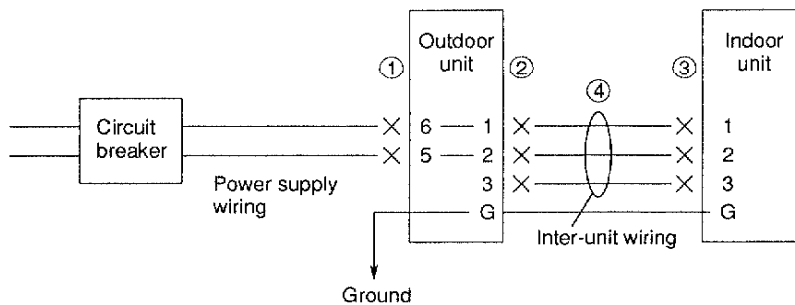 Outdoor
unit
Indoor
unit
① ② ③
④
Circuit
breaker
6 1 1
5 2 2
3 3
G G
Power supply
wiring
Inter-unit wiring
Ground